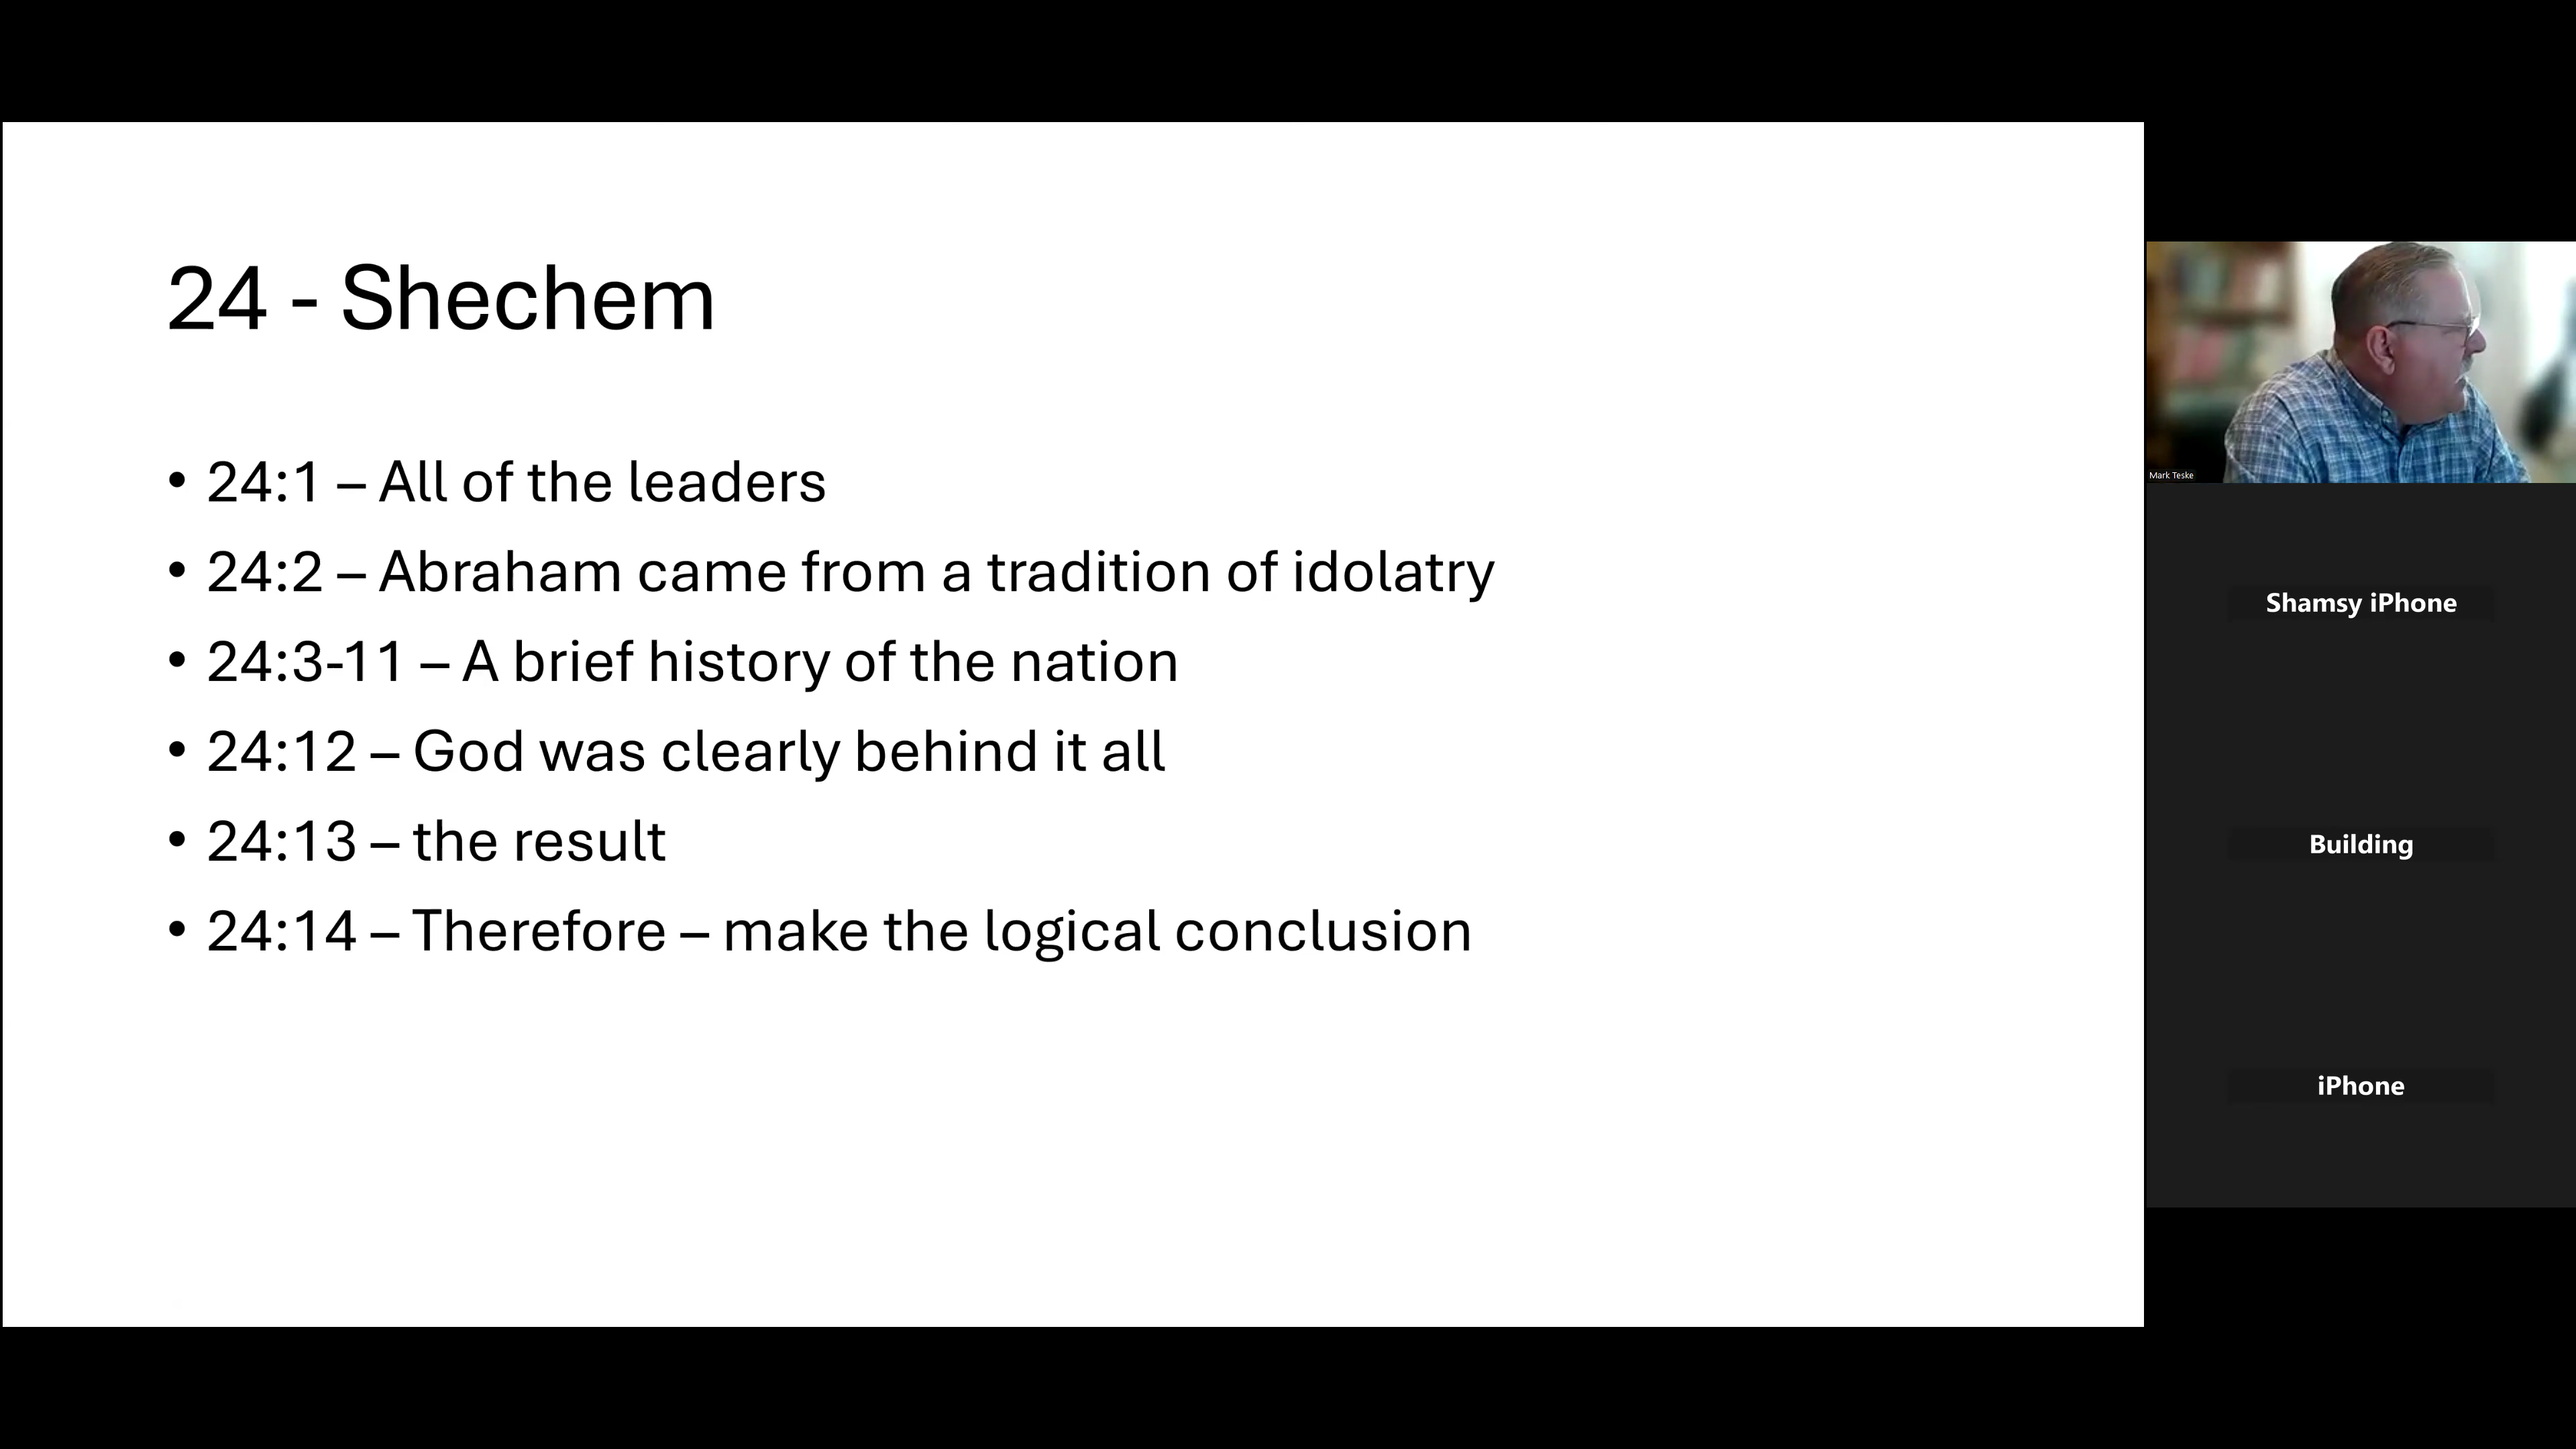 24 - Shechem
• 24:1 – All of the leaders
• 24:2 – Abraham came from a tradition of idolatry
• 24:3-11 – A brief history of the nation
• 24:12 – God was clearly behind it all
• 24:13 – the result
• 24:14 – Therefore – make the logical conclusion
Mark Teske
Shamsy iPhone
Building
iPhone